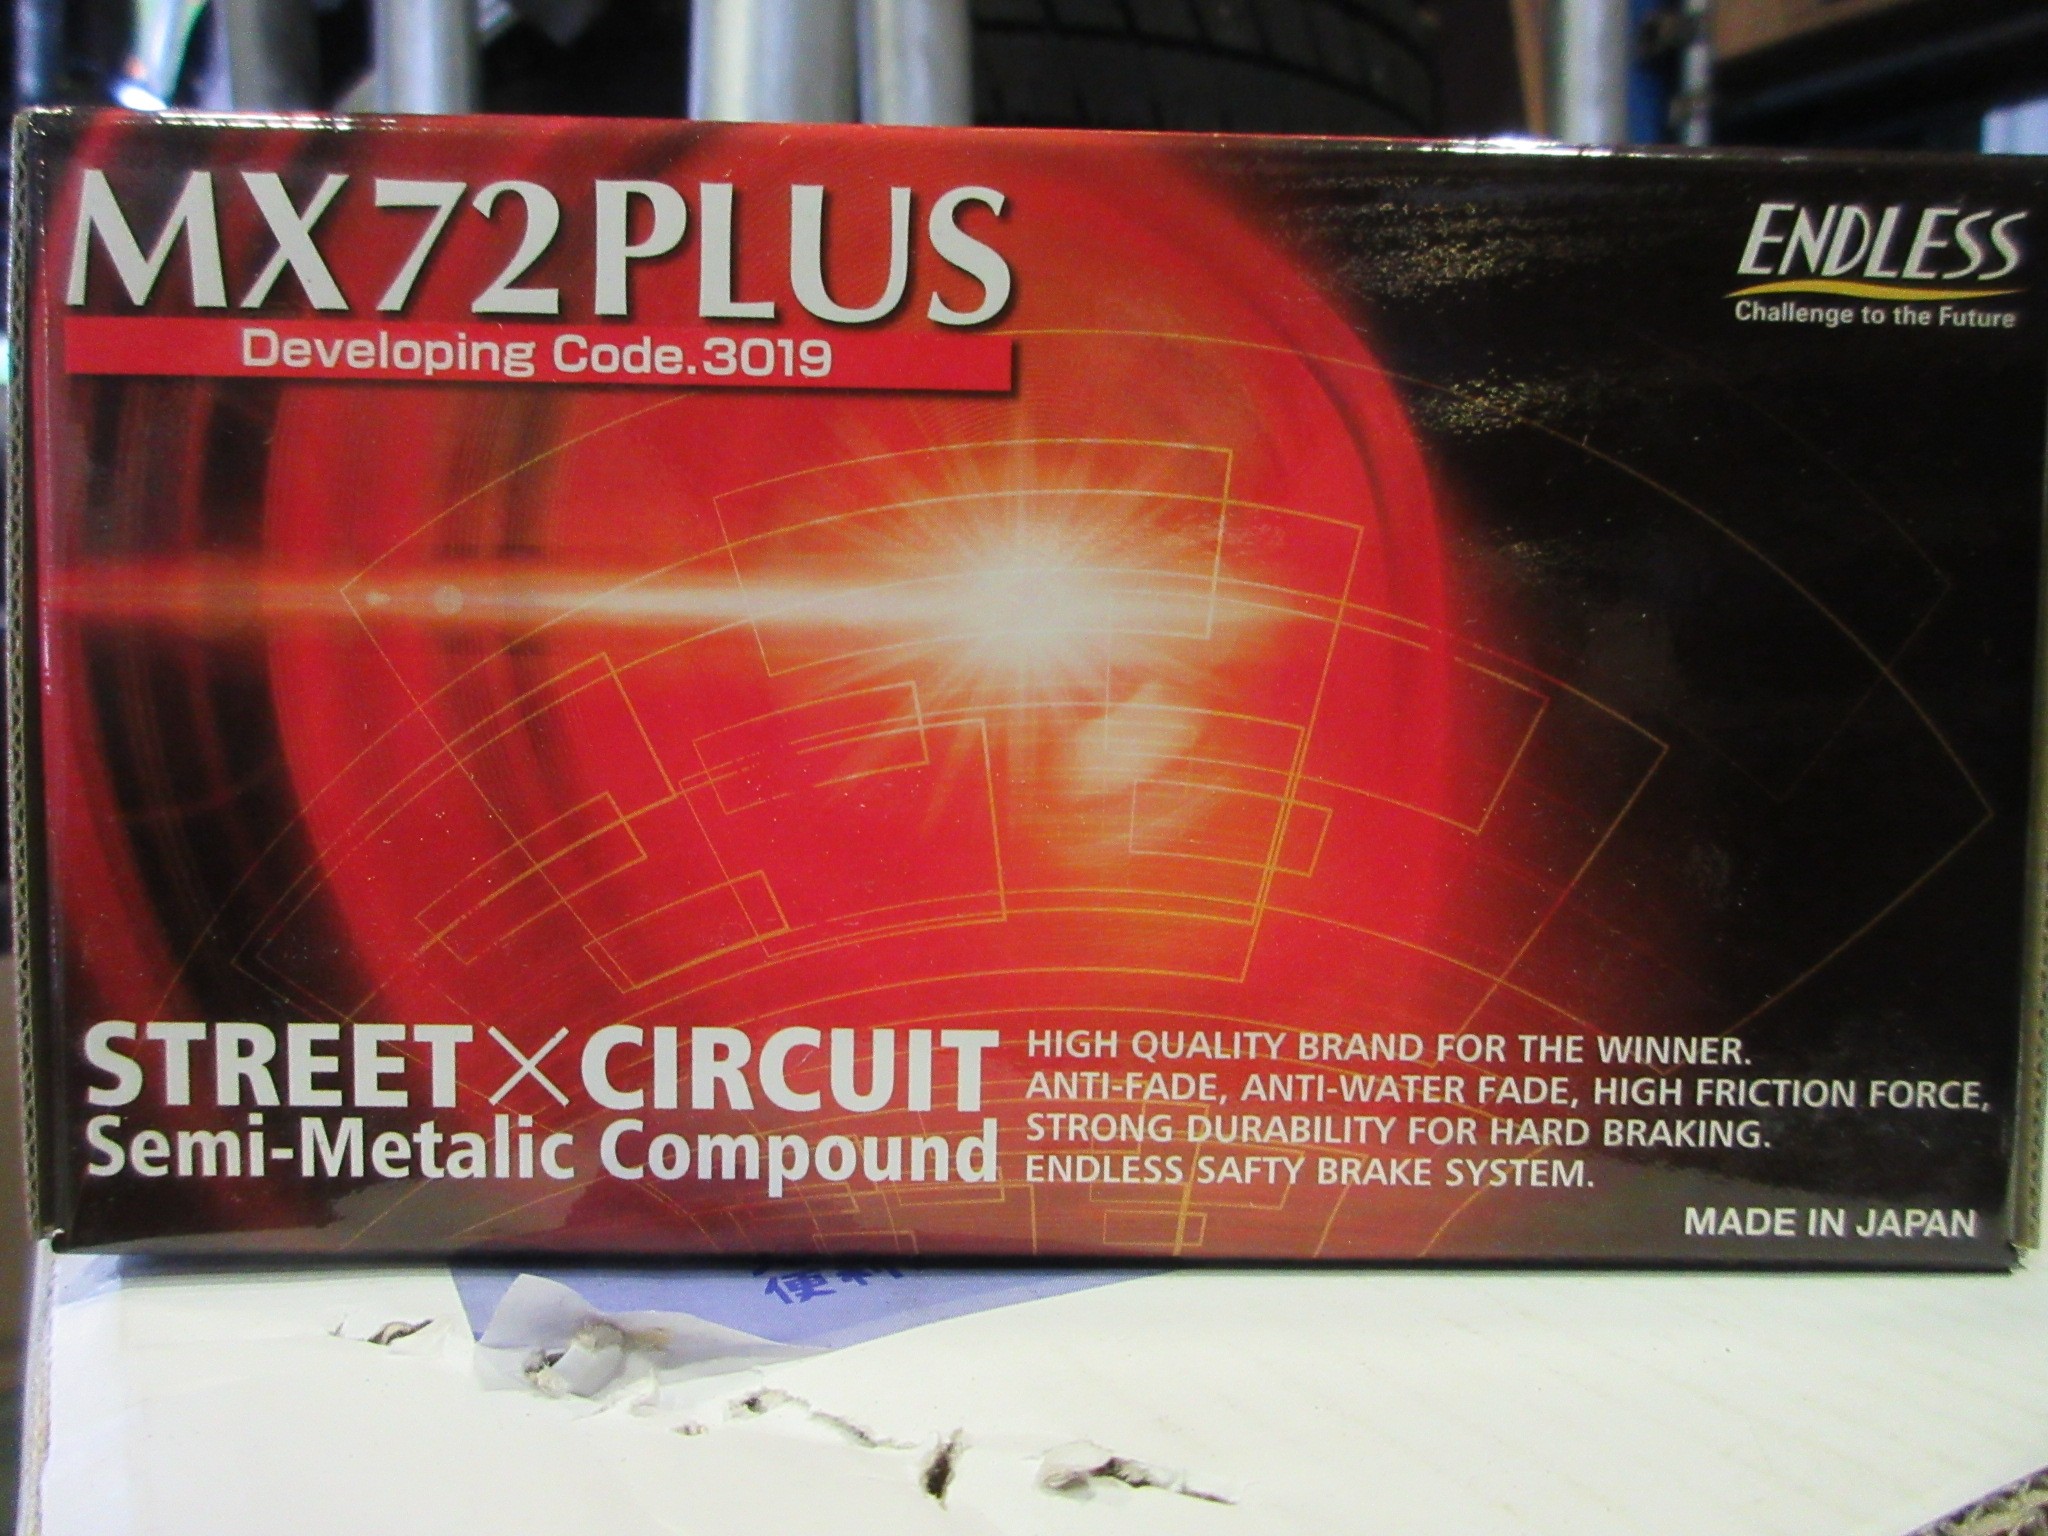 MX72PLUS
Developing Code.3019
ENDLESS
Challenge to the Future
STREET×CIRCUIT
Semi-Metalic Compound
HIGH QUALITY BRAND FOR THE WINNER.
ANTI-FADE, ANTI-WATER FADE, HIGH FRICTION FORCE,
STRONG DURABILITY FOR HARD BRAKING.
ENDLESS SAFTY BRAKE SYSTEM.
MADE IN JAPAN
便利